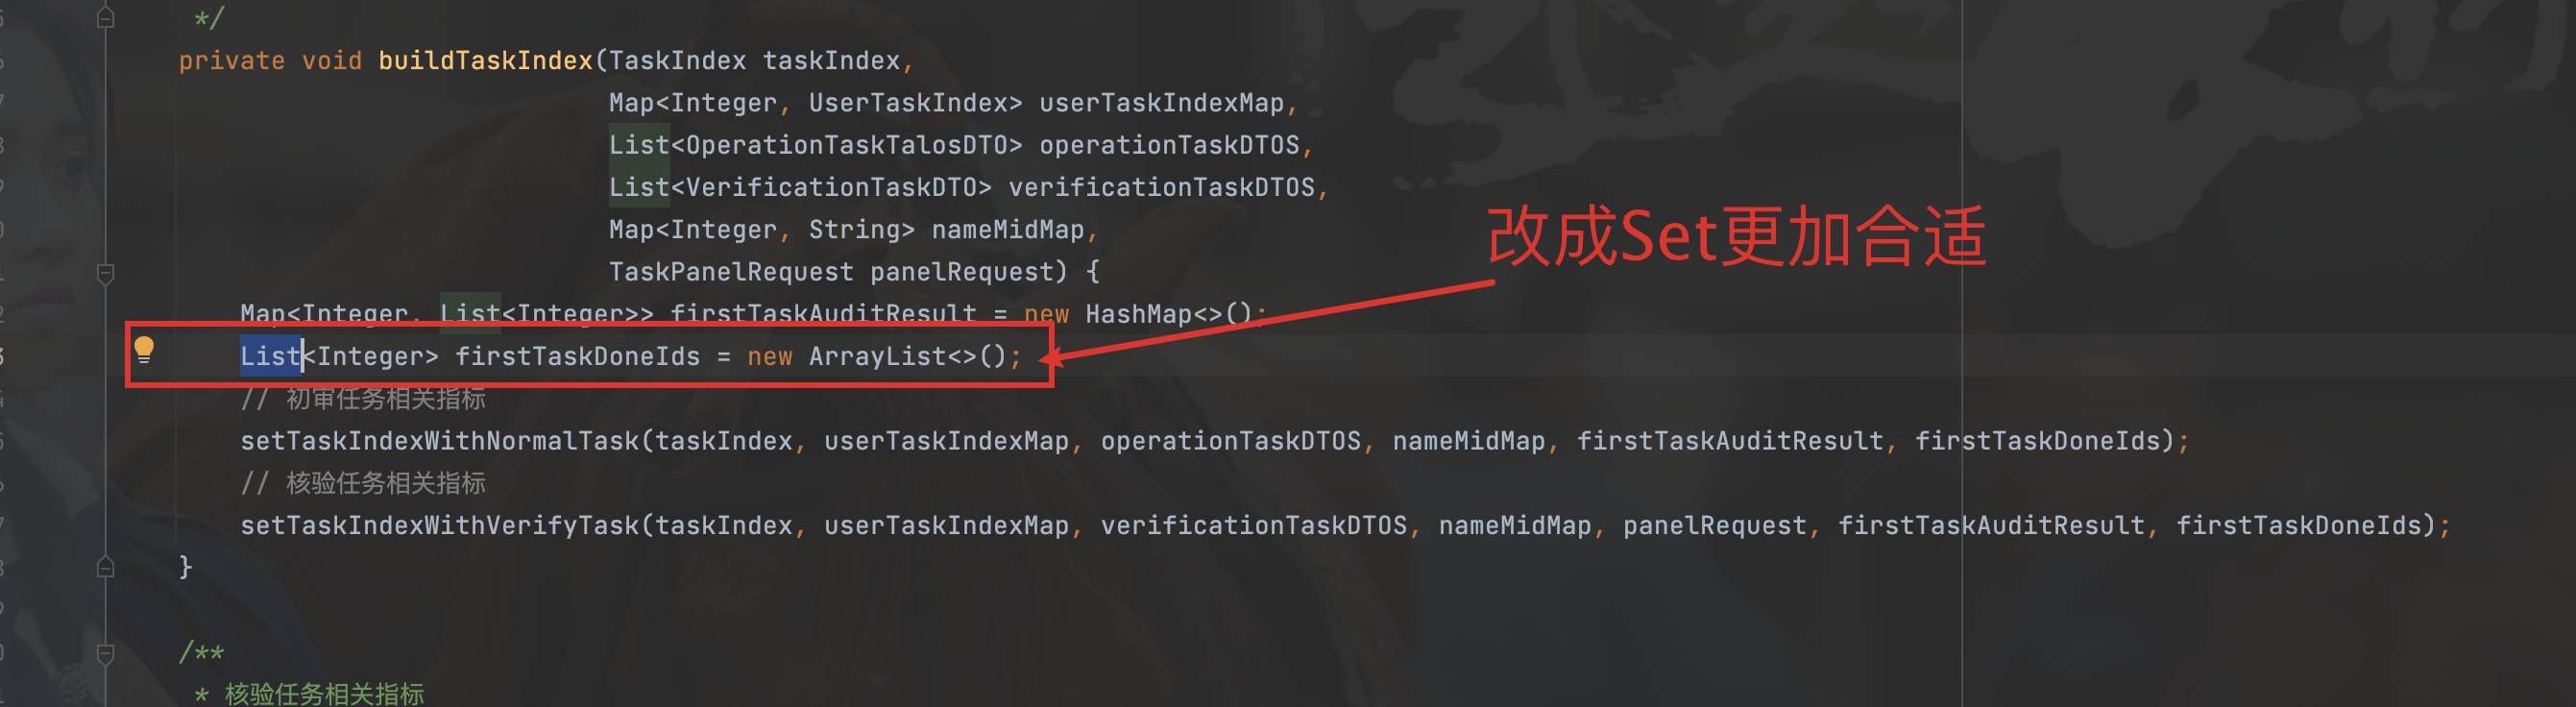 */
private void buildTaskIndex(TaskIndex taskIndex,
Map<Integer, UserTaskIndex> userTaskIndexMap,
List<OperationTaskTalosDTO> operationTaskDTOS,
List<VerificationTaskDTO> verificationTaskDTOS,
Map<Integer, String> nameMidMap,
TaskPanelRequest panelRequest) {
改成Set更加合适
Map<Integer, List<Integer>> firstTaskAuditResult = new HashMap<>();
List<Integer> firstTaskDoneIds = new ArrayList<>();
// 初审任务相关指标
setTaskIndexWithNormalTask(taskIndex, userTaskIndexMap, operationTaskDTOS, nameMidMap, firstTaskAuditResult, firstTaskDoneIds);
// 核验任务相关指标
setTaskIndexWithVerifyTask(taskIndex, userTaskIndexMap, verificationTaskDTOS, nameMidMap, panelRequest, firstTaskAuditResult, firstTaskDoneIds);
}
/**
* 核验任务相关指标